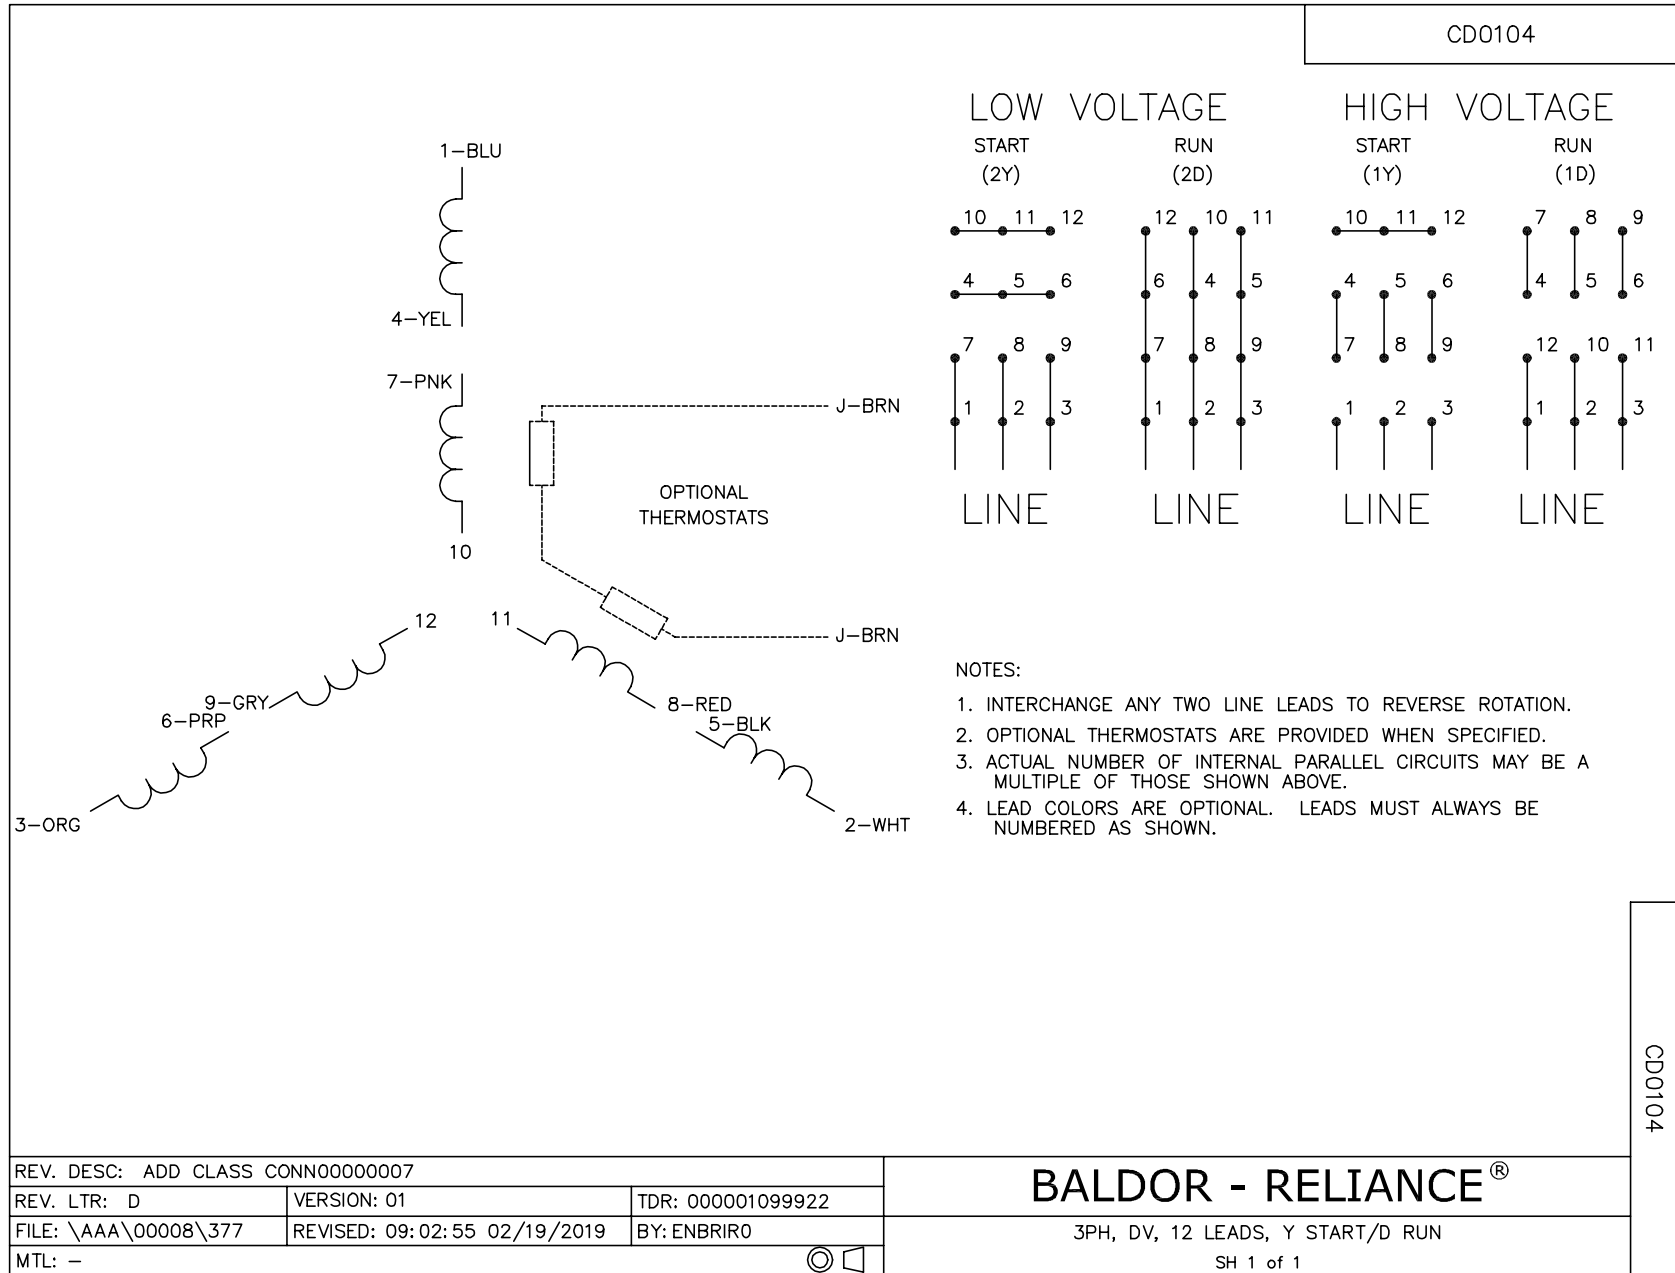 CD0104
LOW VOLTAGE
HIGH VOLTAGE
START
(2Y)
RUN
(2D)
START
(1Y)
RUN
(1D)
10 11 12
4 5 6
7 8 9
1 2 3
LINE
12 10 11
6 4 5
7 8 9
1 2 3
LINE
10 11 12
4 5 6
7 8 9
1 2 3
LINE
7 8 9
4 5 6
12 10 11
1 2 3
LINE
1-BLU
4-YEL
7-PNK
10
J-BRN
OPTIONAL
THERMOSTATS
J-BRN
12
11
9-GRY
6-PRP
3-ORG
8-RED
5-BLK
2-WHT
NOTES:
1. INTERCHANGE ANY TWO LINE LEADS TO REVERSE ROTATION.
2. OPTIONAL THERMOSTATS ARE PROVIDED WHEN SPECIFIED.
3. ACTUAL NUMBER OF INTERNAL PARALLEL CIRCUITS MAY BE A
MULTIPLE OF THOSE SHOWN ABOVE.
4. LEAD COLORS ARE OPTIONAL. LEADS MUST ALWAYS BE
NUMBERED AS SHOWN.
CD0104
REV. DESC: ADD CLASS CONN00000007
REV. LTR: D
VERSION: 01
TDR: 000001099922
FILE: \AAA\00008\377
REVISED: 09:02:55 02/19/2019
BY: ENBRIR0
MTL: -
BALDOR - RELIANCE®
3PH, DV, 12 LEADS, Y START/D RUN
SH 1 of 1